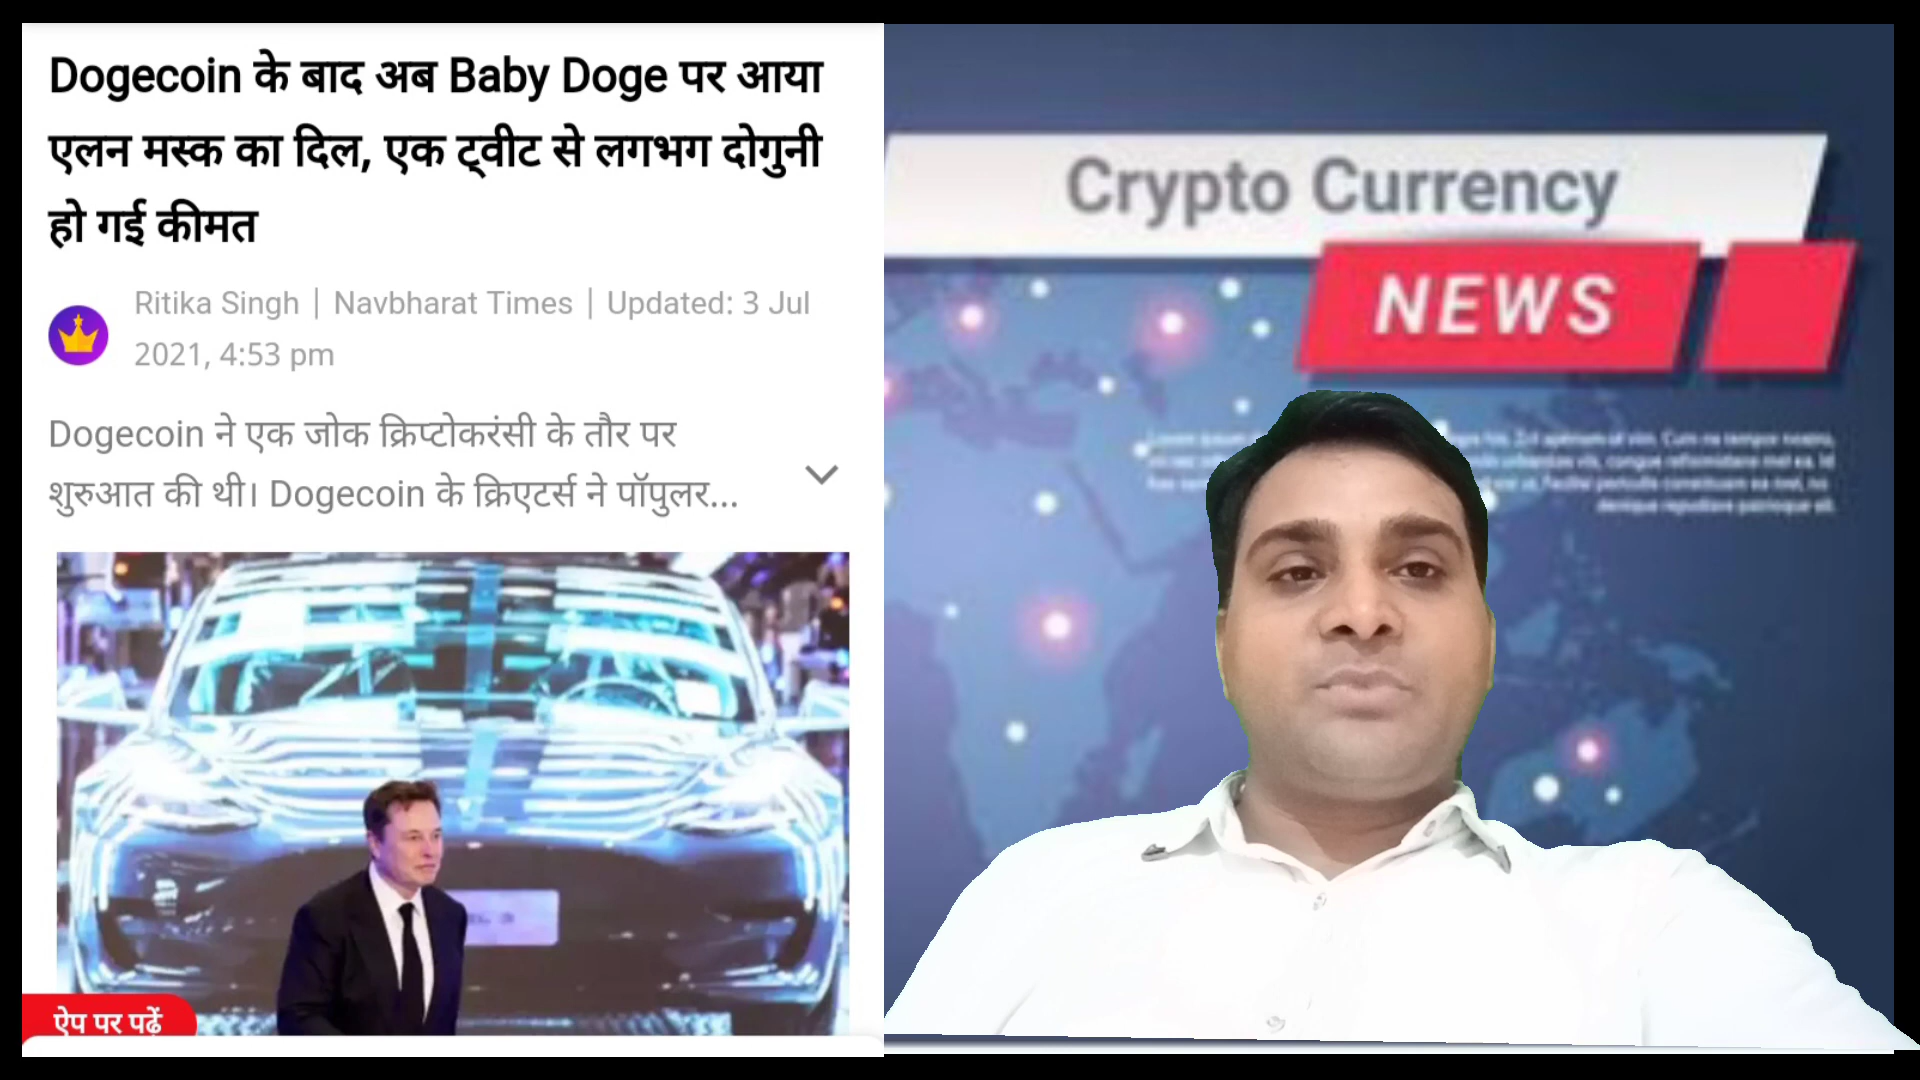 Dogecoin के बाद अब Baby Doge पर आया
एलन मस्क का दिल, एक ट्वीट से लगभग दोगुनी
हो गई कीमत
Ritika Singh | Navbharat Times | Updated: 3 Jul
2021, 4:53 pm
Dogecoin ने एक जोक क्रिप्टोकरंसी के तौर पर
शुरुआत की थी। Dogecoin के क्रिएटर्स ने पॉपुलर...
ऐप पर पढें
Crypto Currency
NEWS